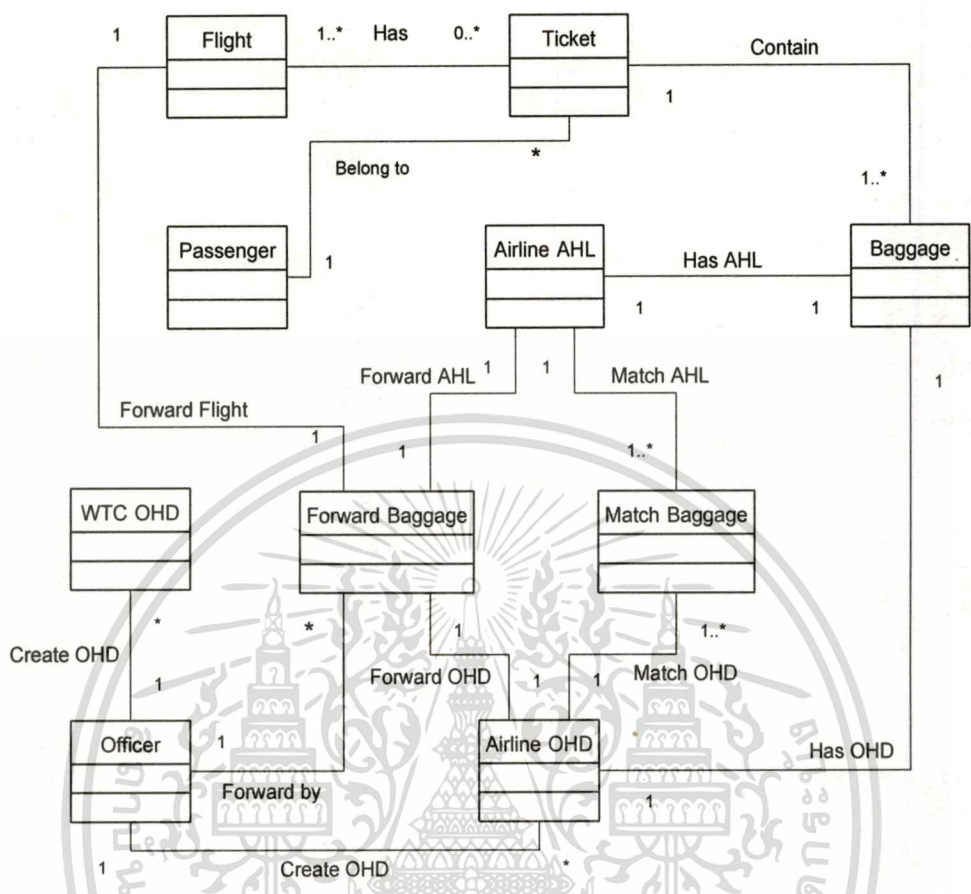 1 Flight 1..* Has 0..* Ticket Contain
1
Belong to * 1..*
Passenger 1 Airline AHL Has AHL Baggage
1 1
Forward AHL 1 1 Match AHL 1
Forward Flight 1 1 1..*
WTC OHD Forward Baggage Match Baggage
* * 1 1..*
Create OHD Forward OHD 1 1 Match OHD
1
Officer 1 Airline OHD Has OHD
Forward by 1
1 Create OHD *